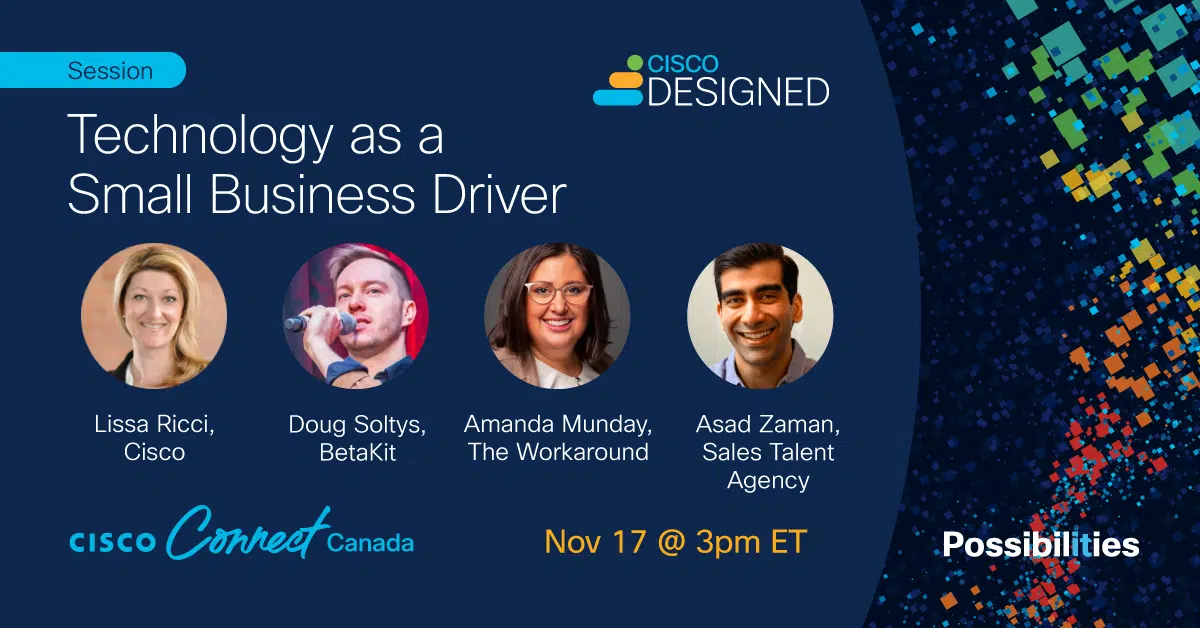 Session
CISCO
DESIGNED
Technology as a
Small Business Driver
Lissa Ricci,
Cisco
Doug Soltys,
BetaKit
Amanda Munday,
The Workaround
Asad Zaman,
Sales Talent
Agency
CISCO Connect Canada
Nov 17 @ 3pm ET
Possibilities